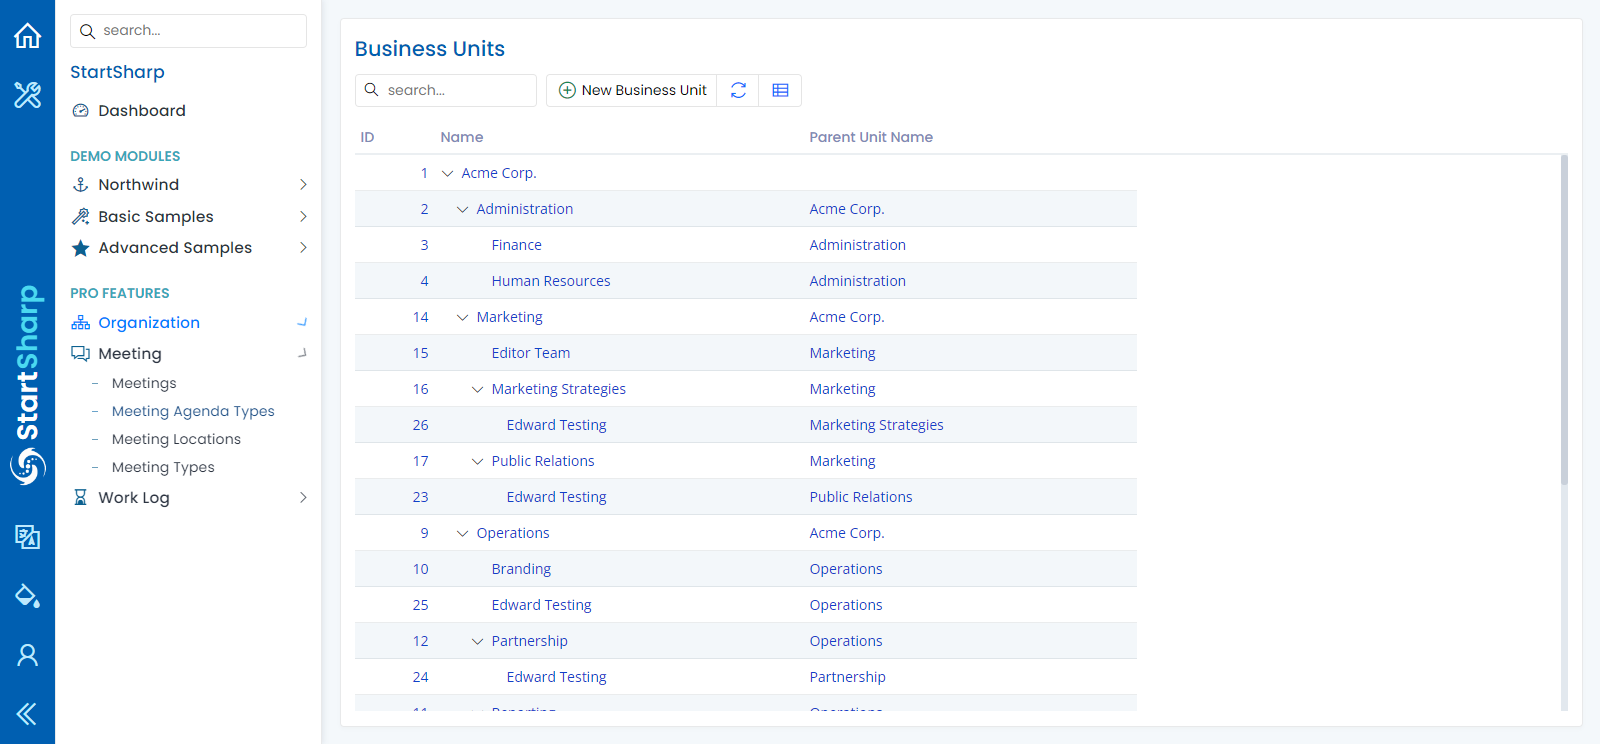 search...
StartSharp
Dashboard
DEMO MODULES
Northwind
Basic Samples
Advanced Samples
PRO FEATURES
Organization
Meeting
- Meetings
- Meeting Agenda Types
- Meeting Locations
- Meeting Types
Work Log
StartSharp
Business Units
search...
New Business Unit
ID Name Parent Unit Name
1 Acme Corp.
2 Administration Acme Corp.
3 Finance Administration
4 Human Resources Administration
14 Marketing Acme Corp.
15 Editor Team Marketing
16 Marketing Strategies Marketing
26 Edward Testing Marketing Strategies
17 Public Relations Marketing
23 Edward Testing Public Relations
9 Operations Acme Corp.
10 Branding Operations
25 Edward Testing Operations
12 Partnership Operations
24 Edward Testing Partnership
11 Reporting Operations